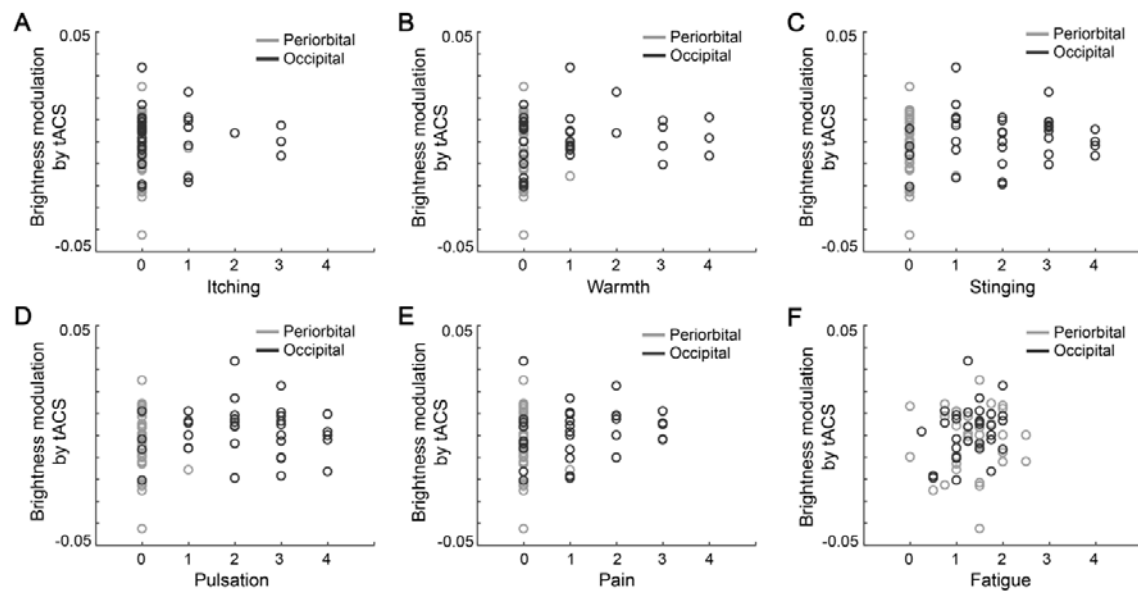 A
0.05
Periorbital
Occipital
Brightness modulation
by tACS
-0.05
0 1 2 3 4
Itching
B
0.05
Periorbital
Occipital
Brightness modulation
by tACS
-0.05
0 1 2 3 4
Warmth
C
0.05
Periorbital
Occipital
Brightness modulation
by tACS
-0.05
0 1 2 3 4
Stinging
D
0.05
Periorbital
Occipital
Brightness modulation
by tACS
-0.05
0 1 2 3 4
Pulsation
E
0.05
Periorbital
Occipital
Brightness modulation
by tACS
-0.05
0 1 2 3 4
Pain
F
0.05
Periorbital
Occipital
Brightness modulation
by tACS
-0.05
0 1 2 3 4
Fatigue